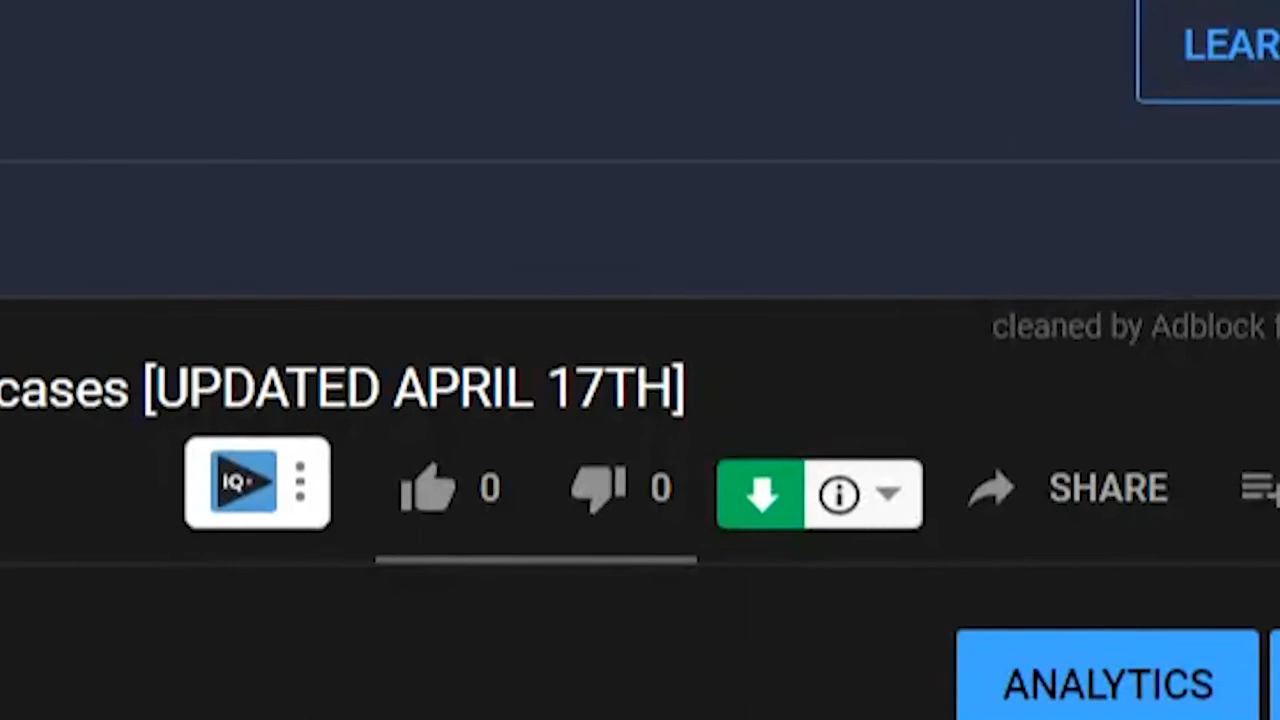 LEAR
cleaned by Adblock
cases [UPDATED APRIL 17TH]
IQ
0
0
SHARE
ANALYTICS